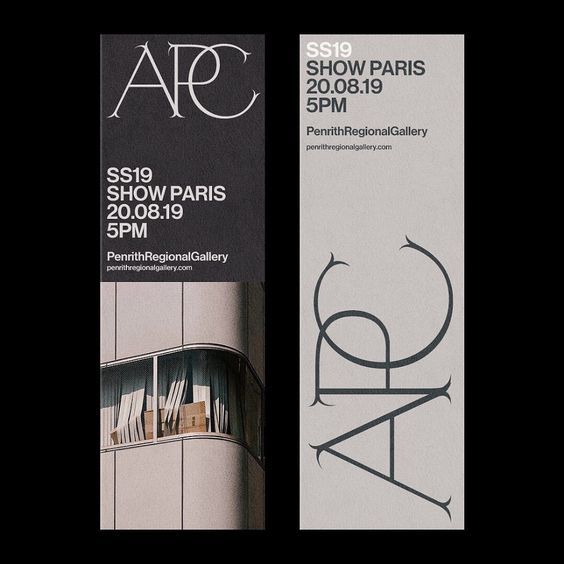 APC
SS19
SHOW PARIS
20.08.19
5PM
PenrithRegionalGallery
penrithregionalgallery.com
SS19
SHOW PARIS
20.08.19
5PM
PenrithRegionalGallery
penrithregionalgallery.com
APC